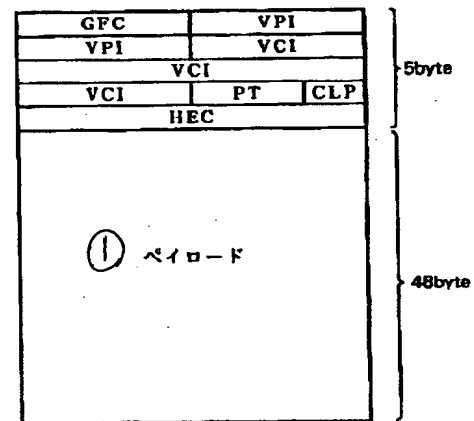 GFC VPI
VPI VCI
VCI
VCI PT CLP
HEC
5byte
① ペイロード
48byte